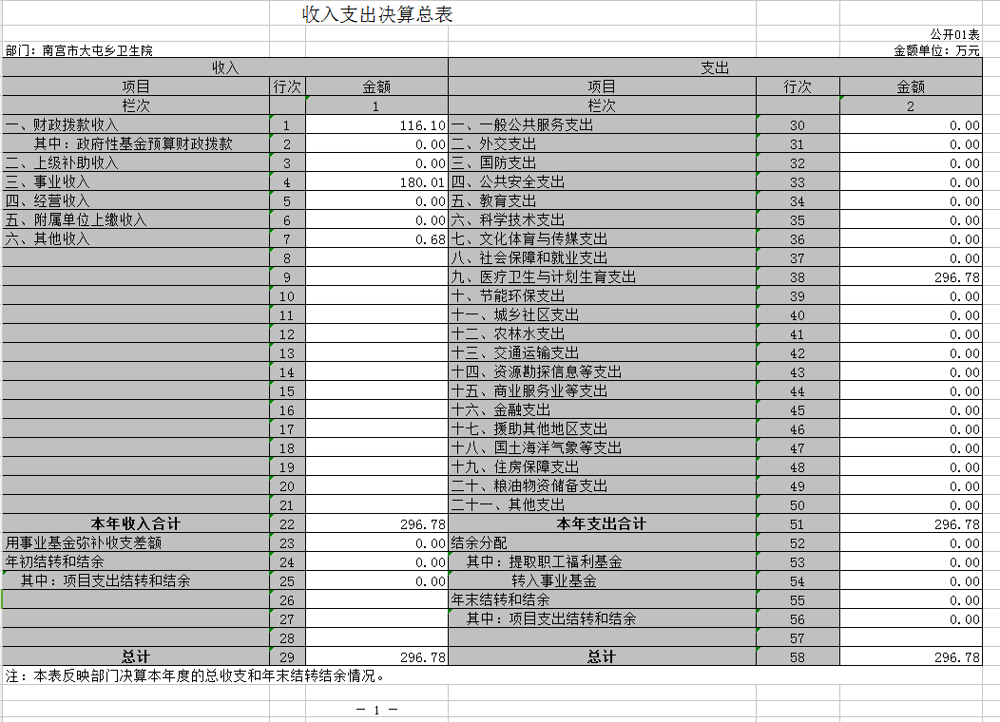 收入支出决算总表
公开01表
部门：南宫市大屯乡卫生院 金额单位：万元
收入 支出
项目 行次 金额 项目 行次 金额
栏次 1 栏次 2
一、财政拨款收入 1 116.10 一、一般公共服务支出 30 0.00
其中：政府性基金预算财政拨款 2 0.00 二、外交支出 31 0.00
二、上级补助收入 3 0.00 三、国防支出 32 0.00
三、事业收入 4 180.01 四、公共安全支出 33 0.00
四、经营收入 5 0.00 五、教育支出 34 0.00
五、附属单位上缴收入 6 0.00 六、科学技术支出 35 0.00
六、其他收入 7 0.68 七、文化体育与传媒支出 36 0.00
8 八、社会保障和就业支出 37 0.00
9 九、医疗卫生与计划生育支出 38 296.78
10 十、节能环保支出 39 0.00
11 十一、城乡社区支出 40 0.00
12 十二、农林水支出 41 0.00
13 十三、交通运输支出 42 0.00
14 十四、资源勘探信息等支出 43 0.00
15 十五、商业服务业等支出 44 0.00
16 十六、金融支出 45 0.00
17 十七、援助其他地区支出 46 0.00
18 十八、国土海洋气象等支出 47 0.00
19 十九、住房保障支出 48 0.00
20 二十、粮油物资储备支出 49 0.00
21 二十一、其他支出 50 0.00
本年收入合计 22 296.78 本年支出合计 51 296.78
用事业基金弥补收支差额 23 0.00 结余分配 52 0.00
年初结转和结余 24 0.00 其中：提取职工福利基金 53 0.00
其中：项目支出结转和结余 25 0.00 转入事业基金 54 0.00
26 年末结转和结余 55 0.00
27 其中：项目支出结转和结余 56 0.00
28 57
总计 29 296.78 总计 58 296.78
注：本表反映部门决算本年度的总收支和年末结转结余情况。
— 1 —